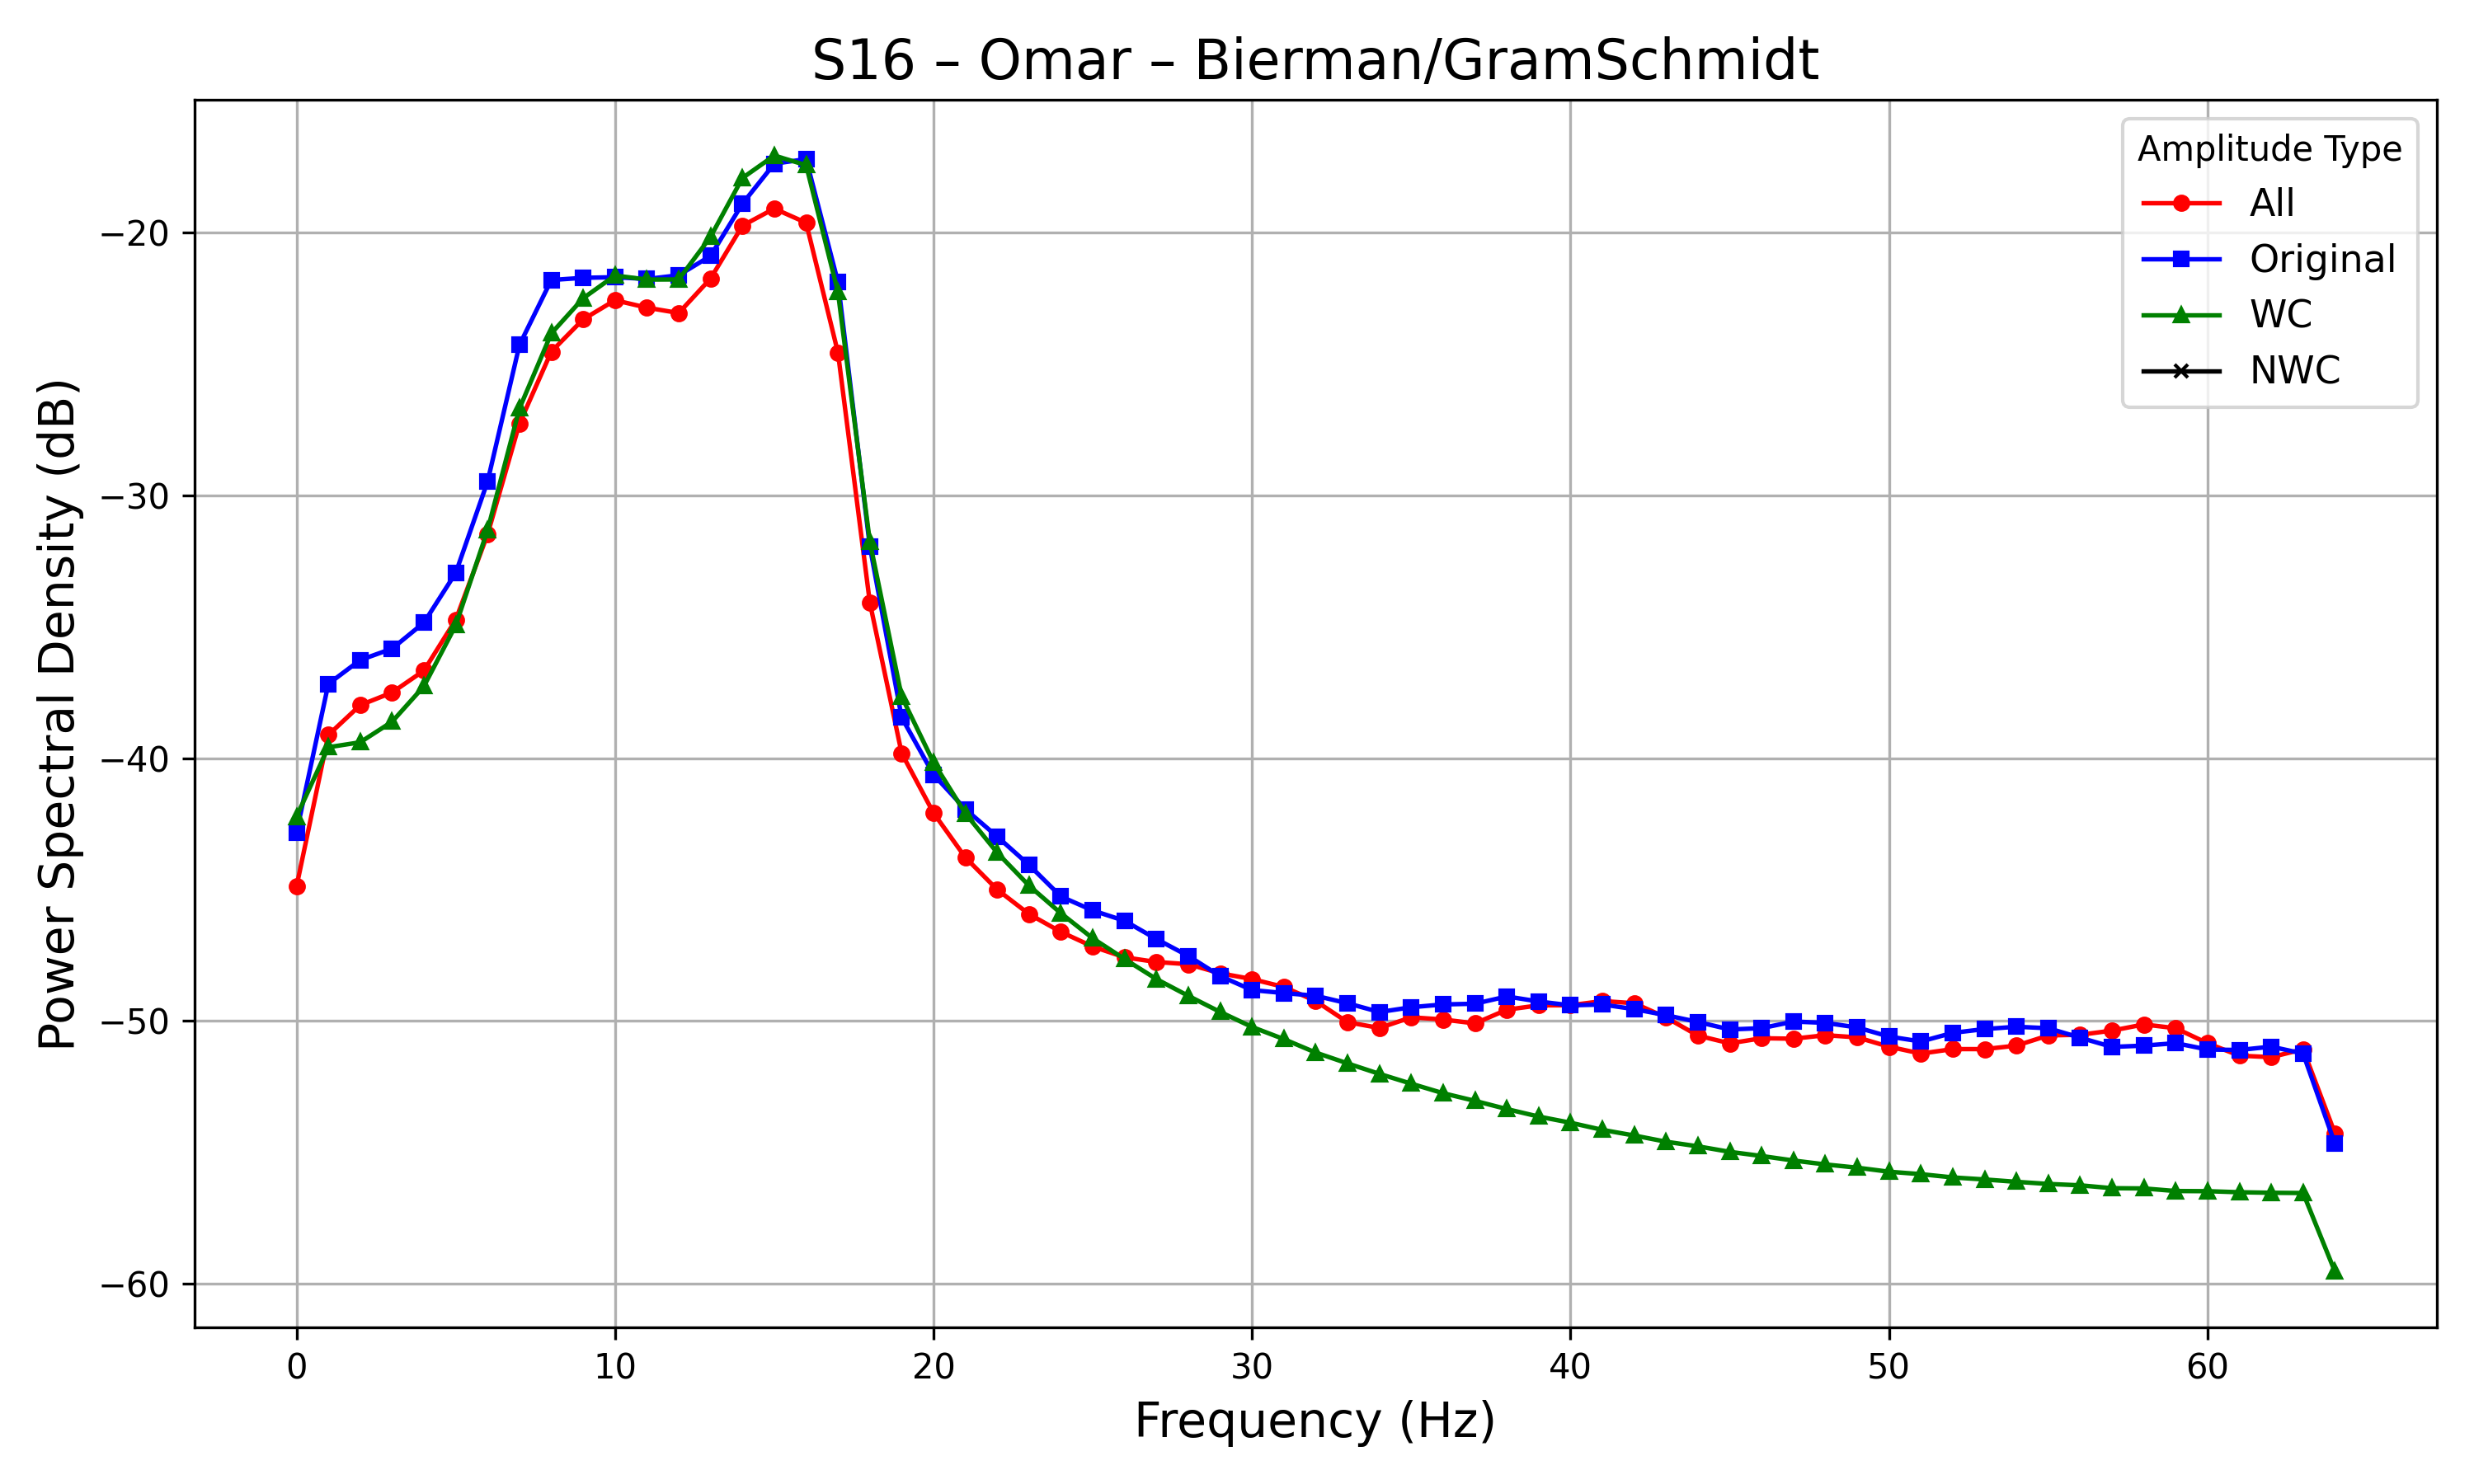 S16 – Omar – Bierman/GramSchmidt
Power Spectral Density (dB)
−20
−30
−40
−50
−60
0 10 20 30 40 50 60
Frequency (Hz)
Amplitude Type
All
Original
WC
NWC